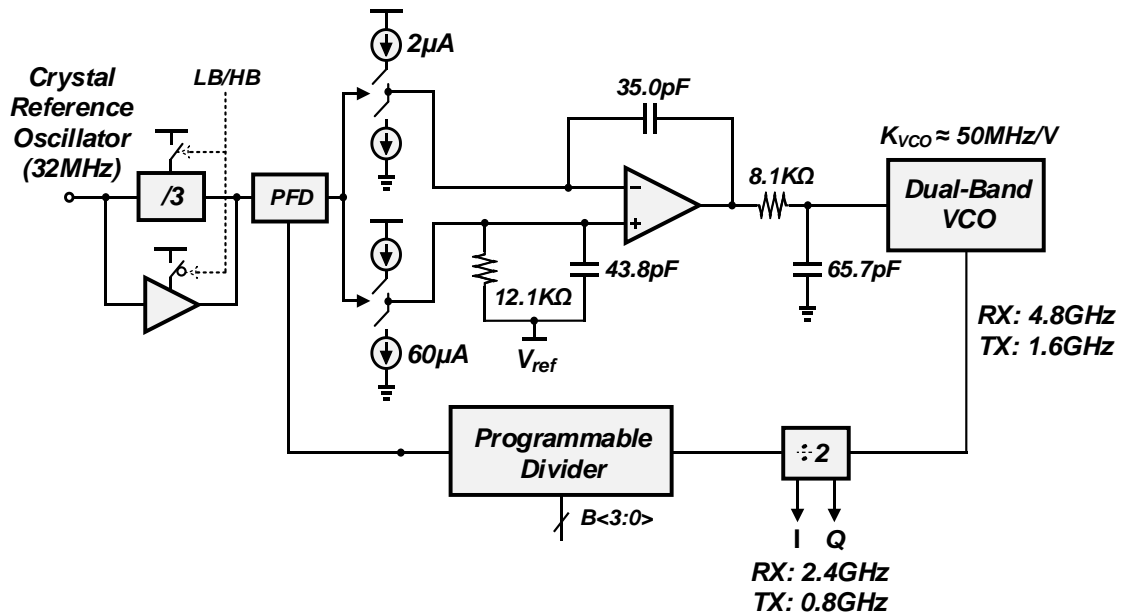 Crystal
Reference
Oscillator
(32MHz)
LB/HB
/3
PFD
2μA
60μA
12.1KΩ
43.8pF
Vref
35.0pF
−
+
8.1KΩ
65.7pF
KVCO ≈ 50MHz/V
Dual-Band
VCO
RX: 4.8GHz
TX: 1.6GHz
Programmable
Divider
B<3:0>
÷2
I Q
RX: 2.4GHz
TX: 0.8GHz